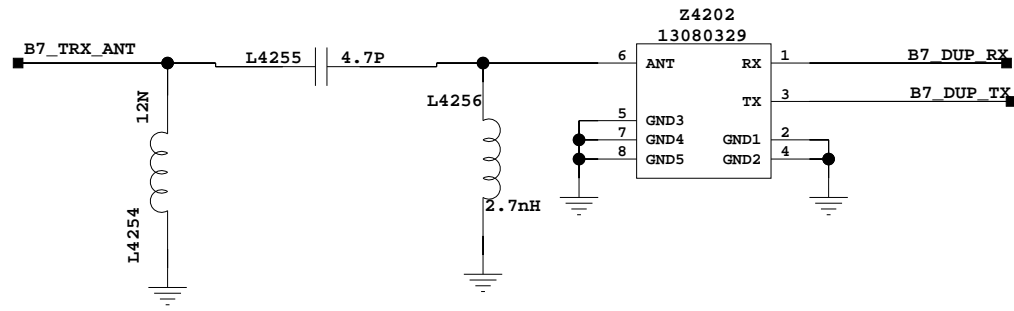 Z4202
13080329
B7_TRX_ANT
L4255
4.7P
6
ANT
RX
1
B7_DUP_RX
12N
L4256
TX
3
B7_DUP_TX
5
GND3
7
GND4
GND1
2
8
GND5
GND2
4
L4254
2.7nH